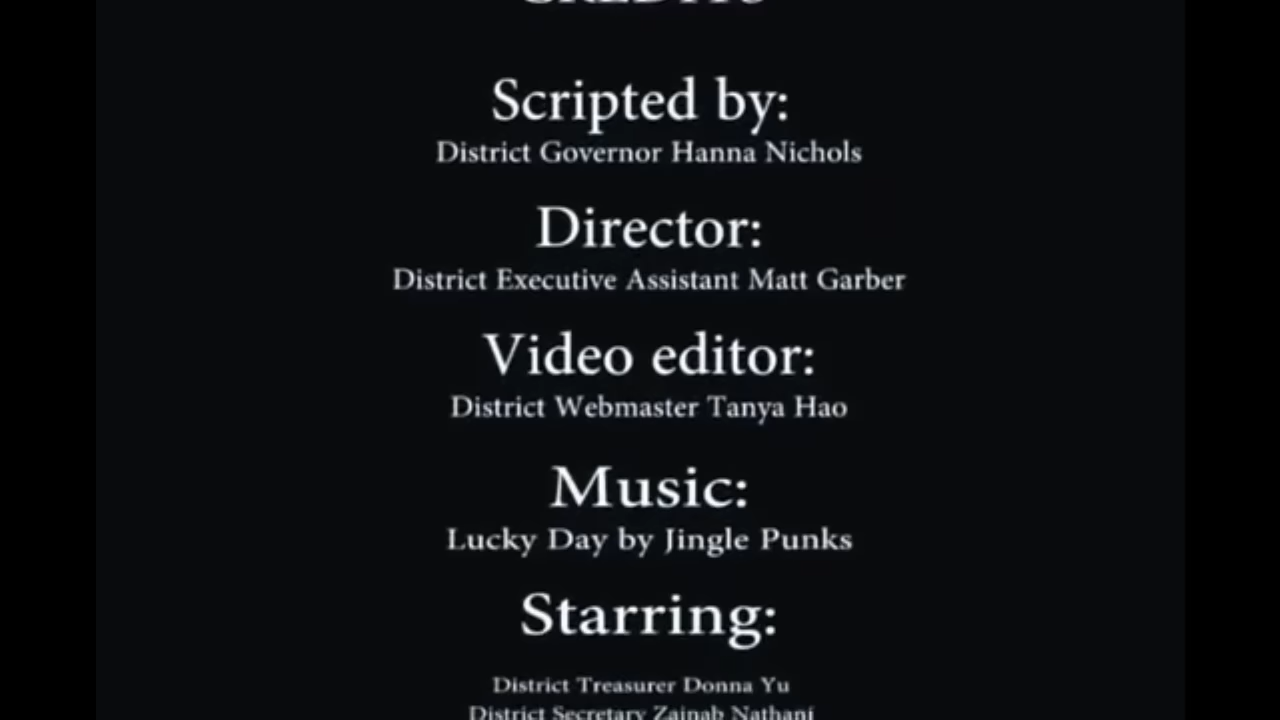 CREDITS
Scripted by:
District Governor Hanna Nichols
Director:
District Executive Assistant Matt Garber
Video editor:
District Webmaster Tanya Hao
Music:
Lucky Day by Jingle Punks
Starring:
District Treasurer Donna Yu
District Secretary Zainab Nathani